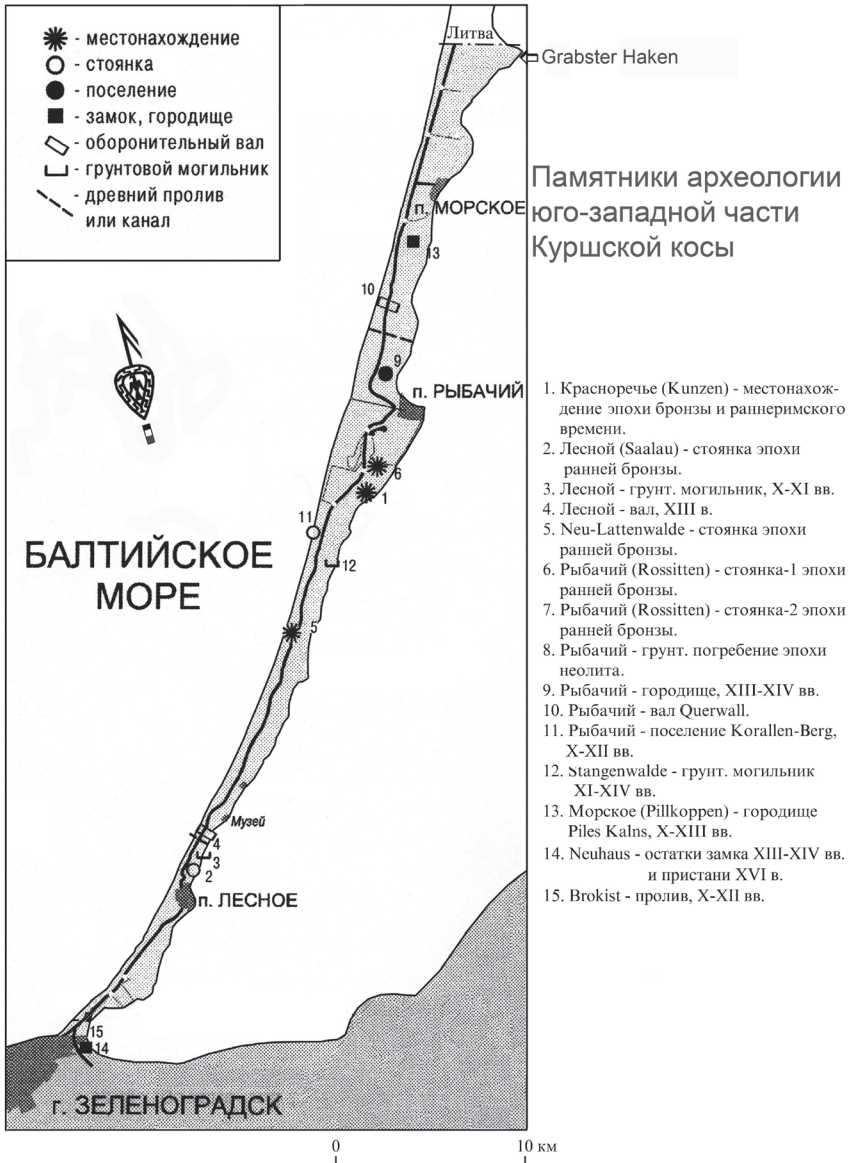 - местонахождение
- стоянка
- поселение
- замок, городище
- оборонительный вал
- грунтовой могильник
- древний пролив
или канал
Литва
Grabster Haken
Памятники археологии
юго-западной части
Куршской косы
п. МОРСКОЕ
13
10
9
п. РЫБАЧИЙ
6
1
11
12
БАЛТИЙСКОЕ
МОРЕ
5
Музей
4
3
2
п. ЛЕСНОЕ
15
14
г. ЗЕЛЕНОГРАДСК
0
10 км
1. Красноречье (Kunzen) - местонахож-
дение эпохи бронзы и раннеримского
времени.
2. Лесной (Saalau) - стоянка эпохи
ранней бронзы.
3. Лесной - грунт. могильник, X-XI вв.
4. Лесной - вал, XIII в.
5. Neu-Lattenwalde - стоянка эпохи
ранней бронзы.
6. Рыбачий (Rossitten) - стоянка-1 эпохи
ранней бронзы.
7. Рыбачий (Rossitten) - стоянка-2 эпохи
ранней бронзы.
8. Рыбачий - грунт. погребение эпохи
неолита.
9. Рыбачий - городище, XIII-XIV вв.
10. Рыбачий - вал Querwall.
11. Рыбачий - поселение Korallen-Berg,
X-XII вв.
12. Stangenwalde - грунт. могильник
XI-XIV вв.
13. Морское (Pillkoppen) - городище
Piles Kalns, X-XIII вв.
14. Neuhaus - остатки замка XIII-XIV вв.
и пристани XVI в.
15. Brokist - пролив, X-XII вв.